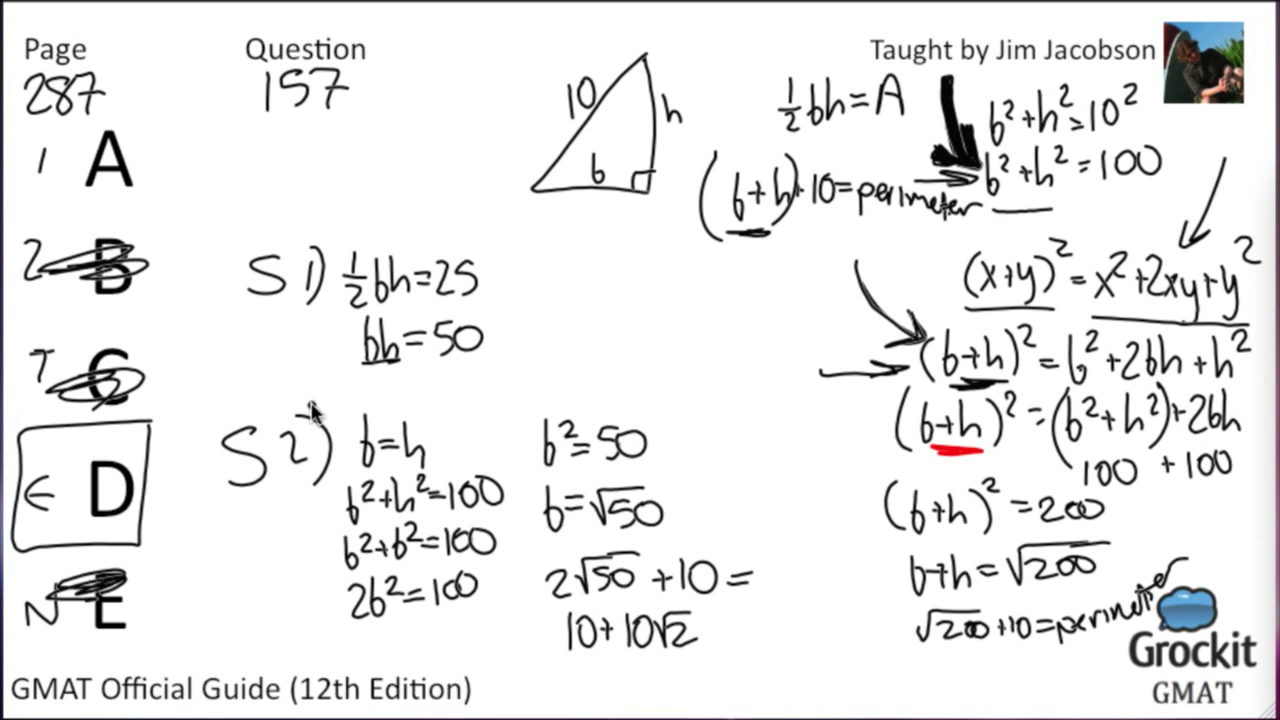 Page
Question
Taught by Jim Jacobson
287
157
10
h
b
½bh=A
b²+h²=10²
b²+h²=100
(b+h)+10=perimeter
1 A
2 B
T C
E D
N E
S 1) ½bh=25
bh=50
S 2) b=h
b²+h²=100
b²+b²=100
2b²=100
b²=50
b=√50
2√50+10=
10+10√2
(x+y)²=x²+2xy+y²
(b+h)²=b²+2bh+h²
(b+h)²=(b²+h²)+2bh
100 +100
(b+h)²=200
b+h=√200
√200+10=perimeter
Grockit
GMAT
GMAT Official Guide (12th Edition)